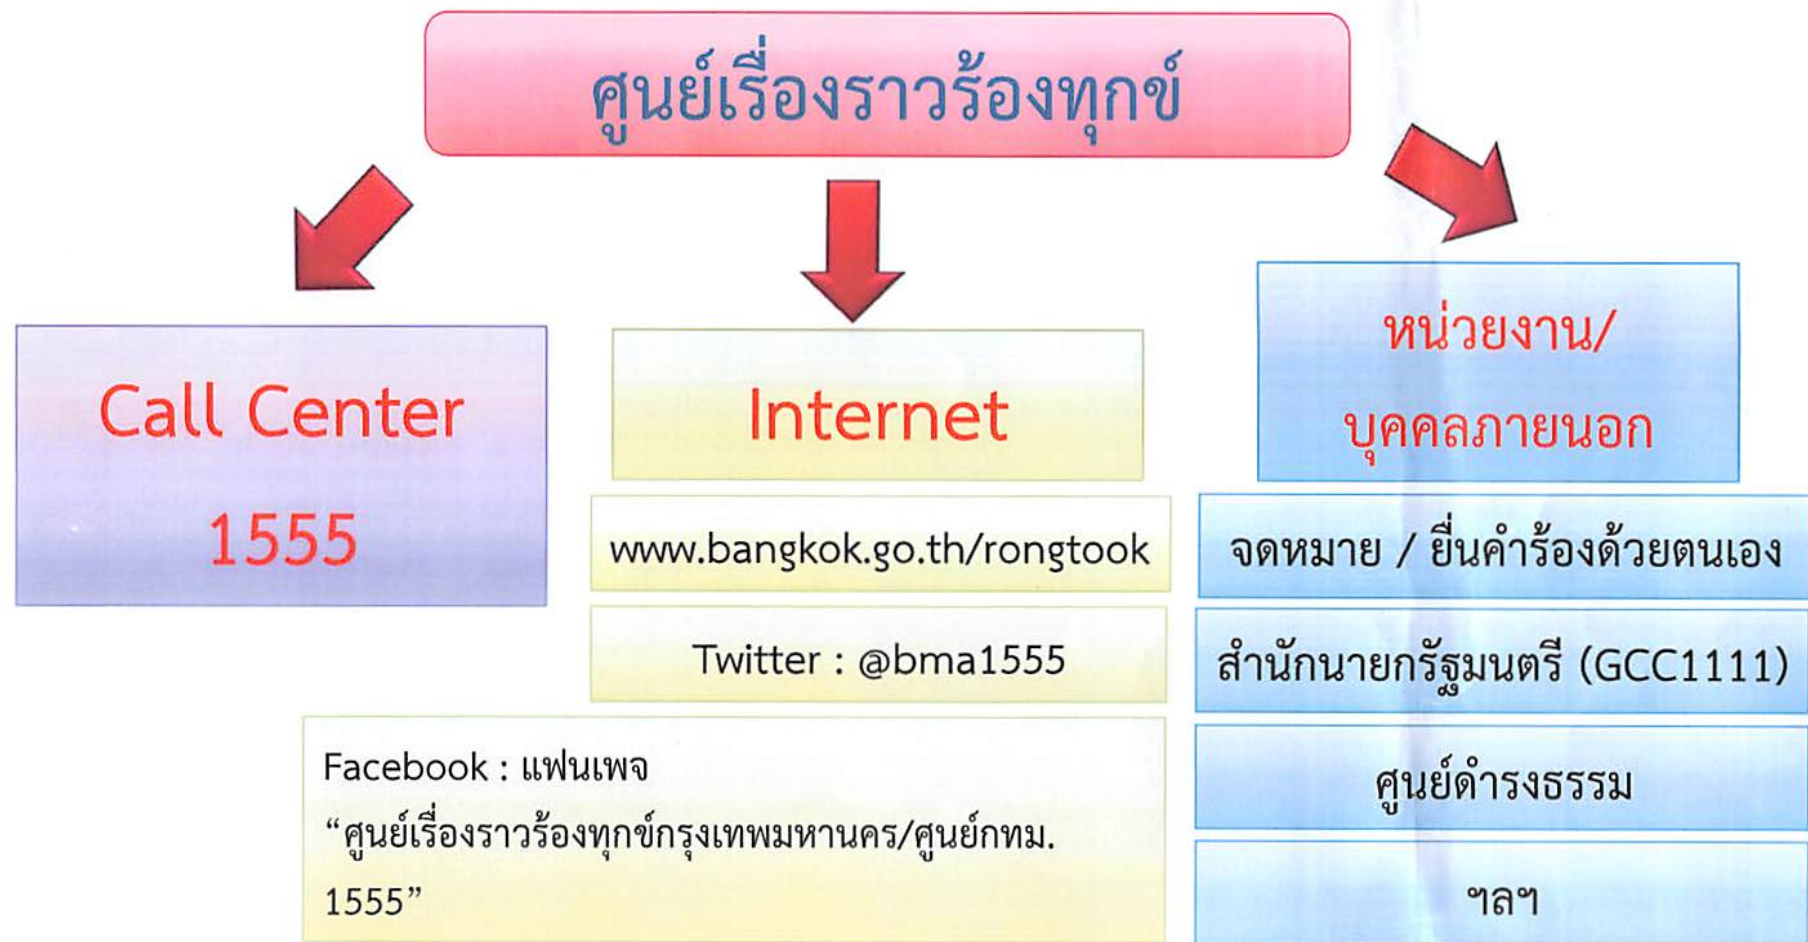 ศูนย์เรื่องราวร้องทุกข์
Call Center
1555
Internet
www.bangkok.go.th/rongtook
Twitter : @bma1555
Facebook : แฟนเพจ
“ศูนย์เรื่องราวร้องทุกข์กรุงเทพมหานคร/ศูนย์กทม.
1555”
หน่วยงาน/
บุคคลภายนอก
จดหมาย / ยื่นคำร้องด้วยตนเอง
สำนักนายกรัฐมนตรี (GCC1111)
ศูนย์ดำรงธรรม
ฯลฯ